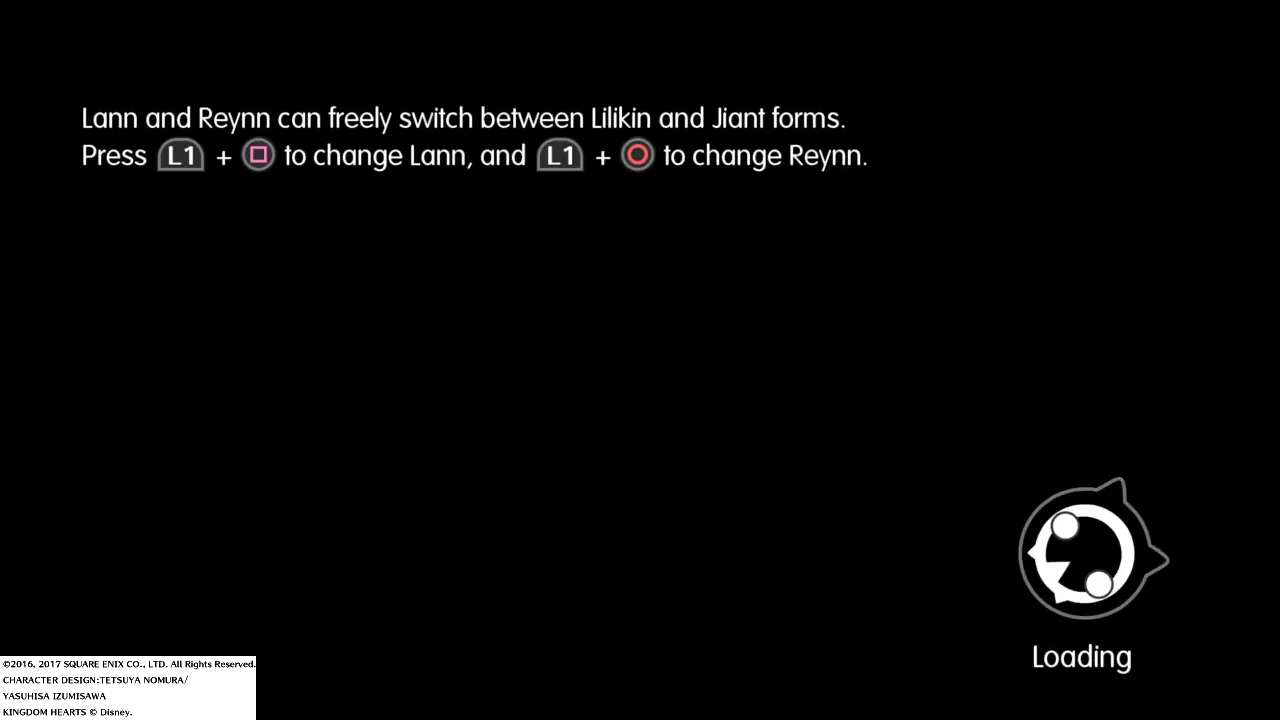 Lann and Reynn can freely switch between Lilikin and Jiant forms.
Press L1 + to change Lann, and L1 + to change Reynn.
Loading
©2016, 2017 SQUARE ENIX CO., LTD. All Rights Reserved.
CHARACTER DESIGN:TETSUYA NOMURA/
YASUHISA IZUMISAWA
KINGDOM HEARTS © Disney.